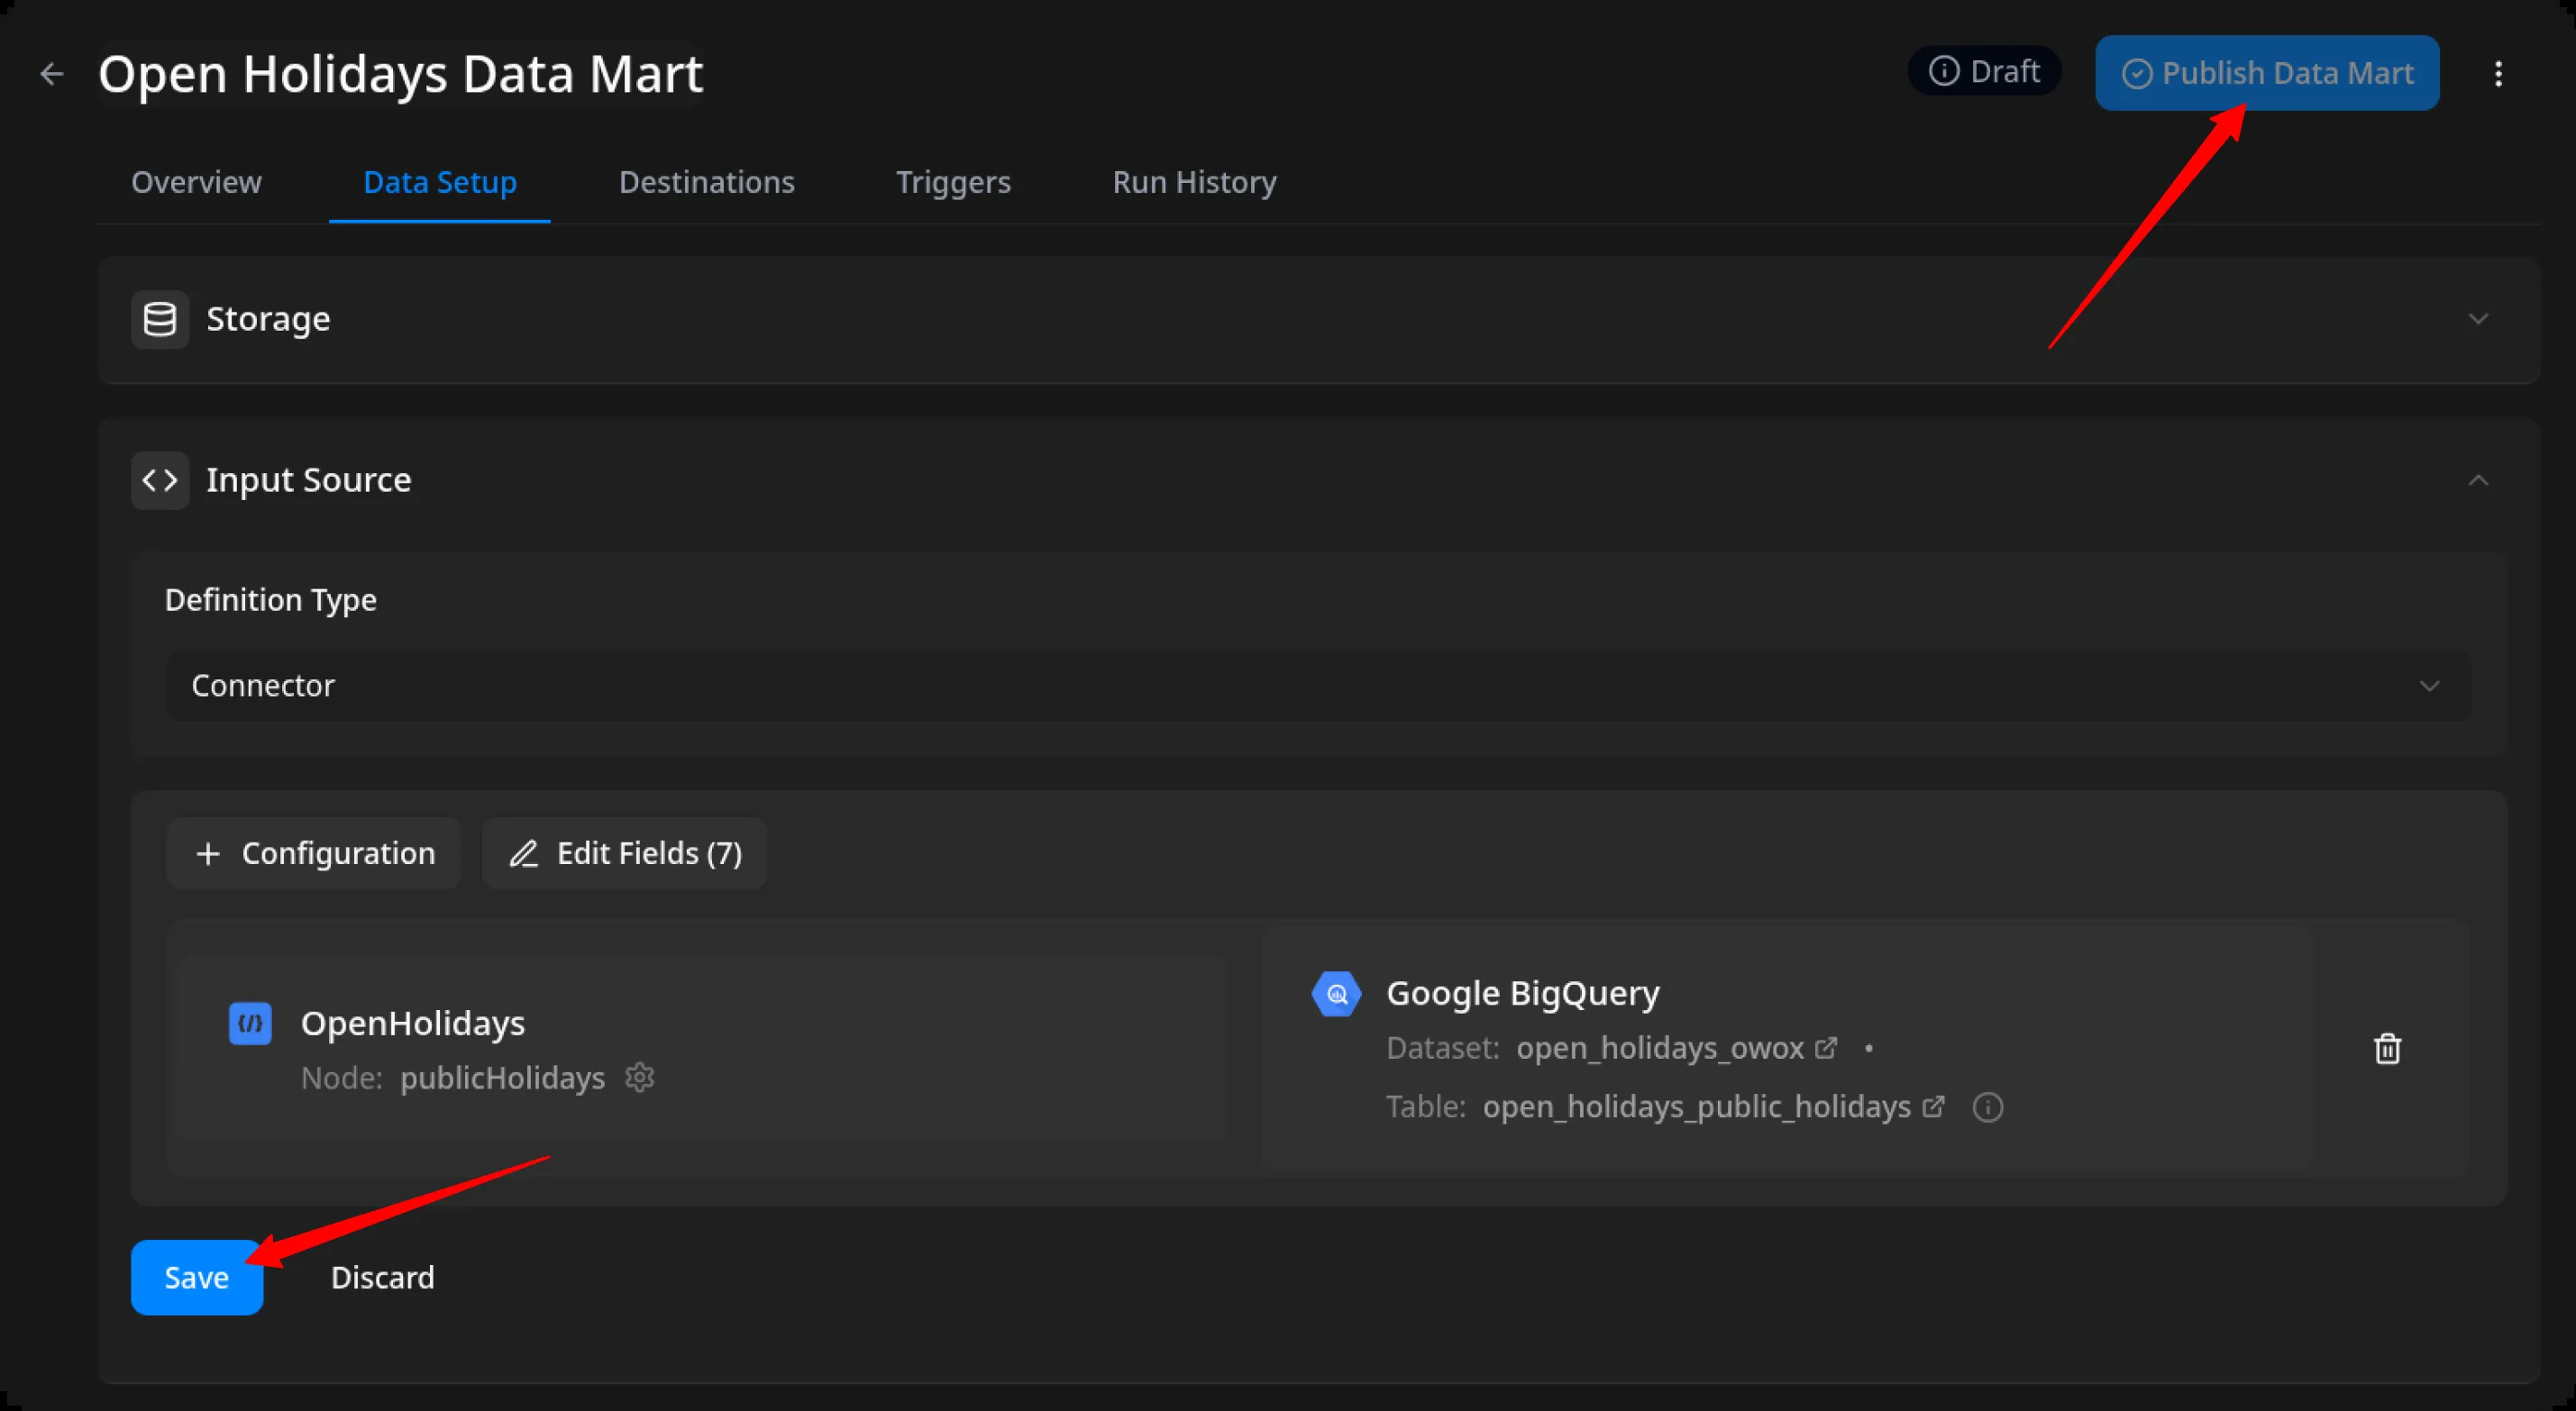 Open Holidays Data Mart
Draft
Publish Data Mart
Overview
Data Setup
Destinations
Triggers
Run History
Storage
Input Source
Definition Type
Connector
Configuration
Edit Fields (7)
OpenHolidays
Node: publicHolidays
Google BigQuery
Dataset: open_holidays_owox •
Table: open_holidays_public_holidays
Save
Discard